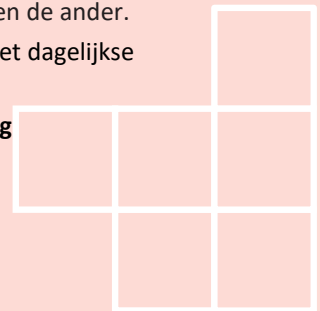 en de ander.
et dagelijkse
g